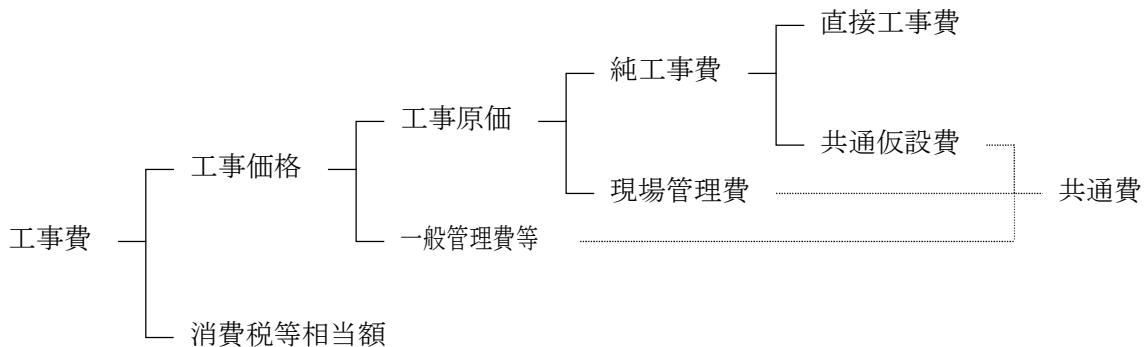 直接工事費
純工事費
工事原価
共通仮設費
工事価格
現場管理費
共通費
工事費
一般管理費等
消費税等相当額